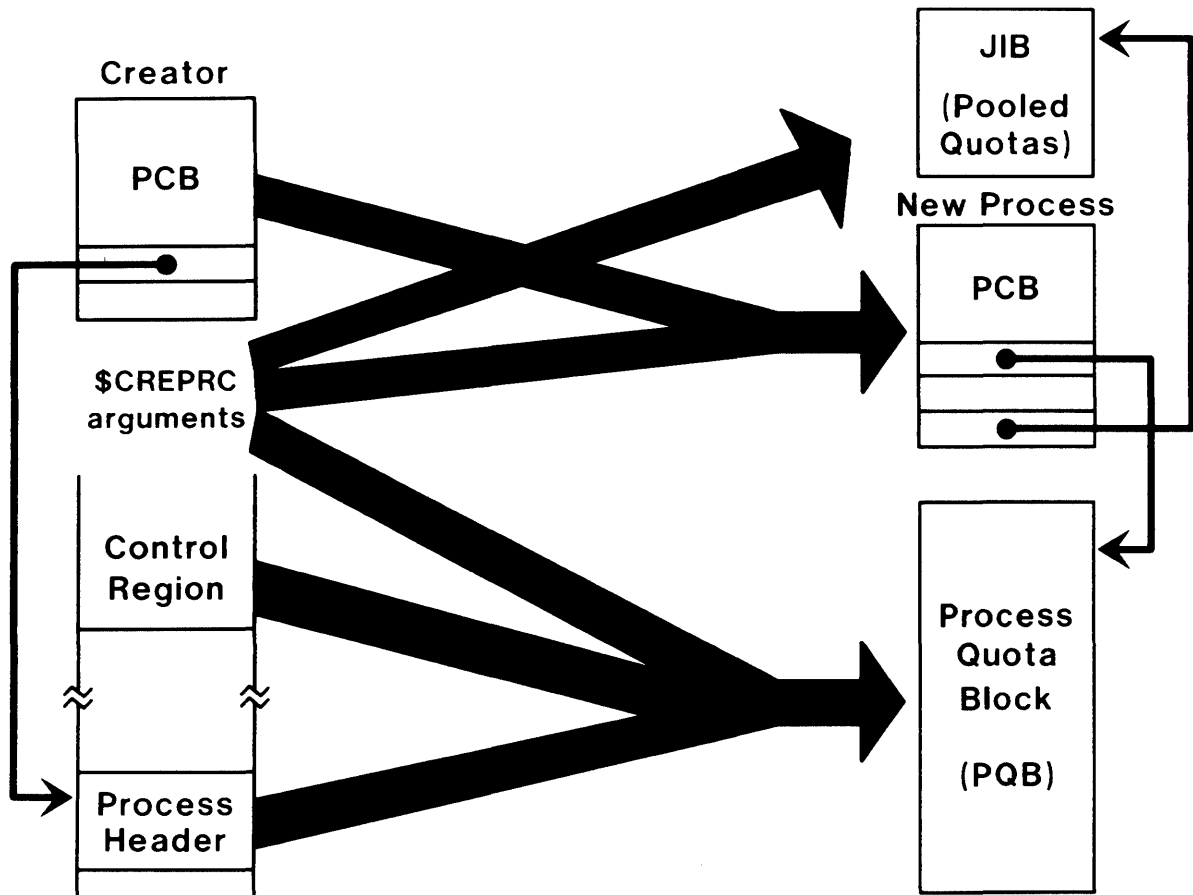 Creator
PCB
$CREPRC
arguments
Control
Region
Process
Header
JIB
(Pooled
Quotas)
New Process
PCB
Process
Quota
Block
(PQB)